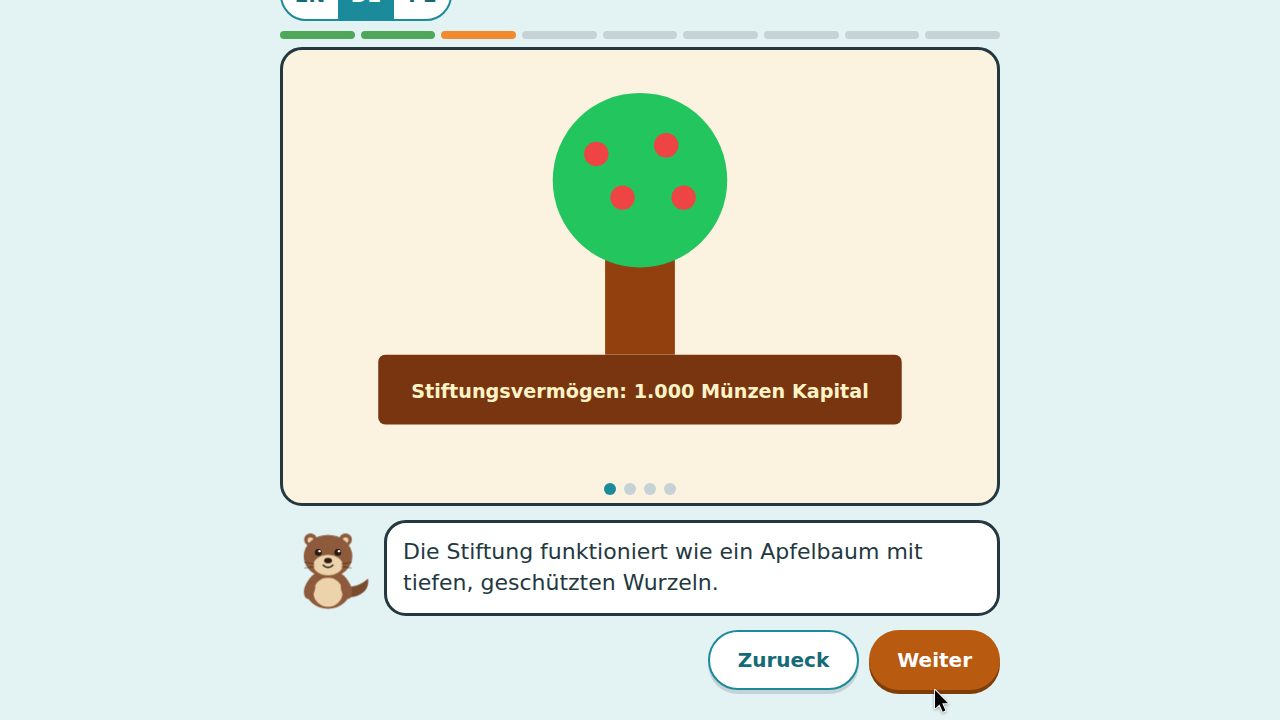 Stiftungsvermögen: 1.000 Münzen Kapital
Die Stiftung funktioniert wie ein Apfelbaum mit
tiefen, geschützten Wurzeln.
Zurueck
Weiter